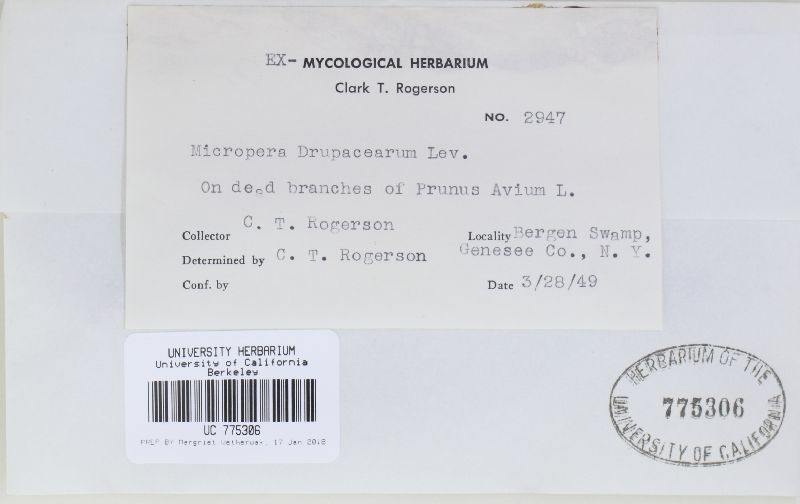 EX- MYCOLOGICAL HERBARIUM
Clark T. Rogerson
NO. 2947
Micropera Drupacearum Lev.
On deed branches of Prunus Avium L.
Collector C. T. Rogerson
Locality Bergen Swamp,
Genesee Co., N. Y.
Determined by C. T. Rogerson
Conf. by
Date 3/28/49
UNIVERSITY HERBARIUM
University of California
Berkeley
UC 775306
PREP BY Margriet Wetherwax, 17 Jan 2018
HERBARIUM OF THE
775306
UNIVERSITY OF CALIFORNIA